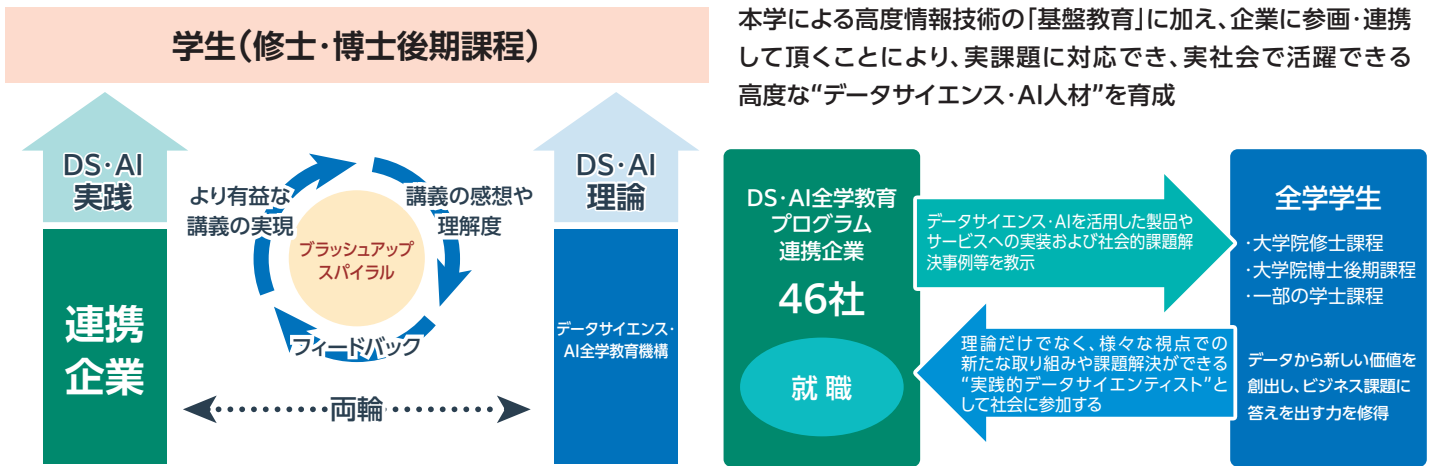 学生(修士・博士後期課程)
DS・AI
実践
連携
企業
より有益な
講義の実現
講義の感想や
理解度
ブラッシュアップ
スパイラル
フィードバック
両輪
DS・AI
理論
データサイエンス・
AI全学教育機構
本学による高度情報技術の「基盤教育」に加え、企業に参画・連携
して頂くことにより、実課題に対応でき、実社会で活躍できる
高度な“データサイエンス・AI人材”を育成
DS・AI全学教育
プログラム
連携企業
46社
就職
データサイエンス・AIを活用した製品や
サービスへの実装および社会的課題解
決事例等を教示
理論だけでなく、様々な視点での
新たな取り組みや課題解決ができる
“実践的データサイエンティスト”と
して社会に参加する
全学学生
・大学院修士課程
・大学院博士後期課程
・一部の学士課程
データから新しい価値を
創出し、ビジネス課題に
答えを出す力を修得